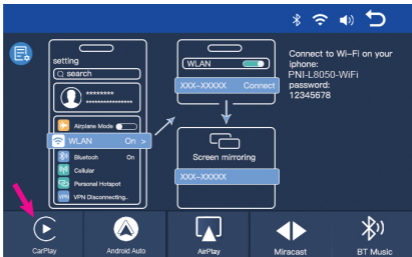 setting
search
********
****************
Airplane Mode
WLAN On >
Bluetooh On
Cellular
Personal Hotspot
VPN VPN Disconnecting..
WLAN
XXX-XXXXX Connect
Screen mirroring
XXX-XXXXX
Connect to Wi-Fi on your
iphone:
PNI-L8050-WiFi
password:
12345678
CarPlay
Android Auto
AirPlay
Miracast
BT Music